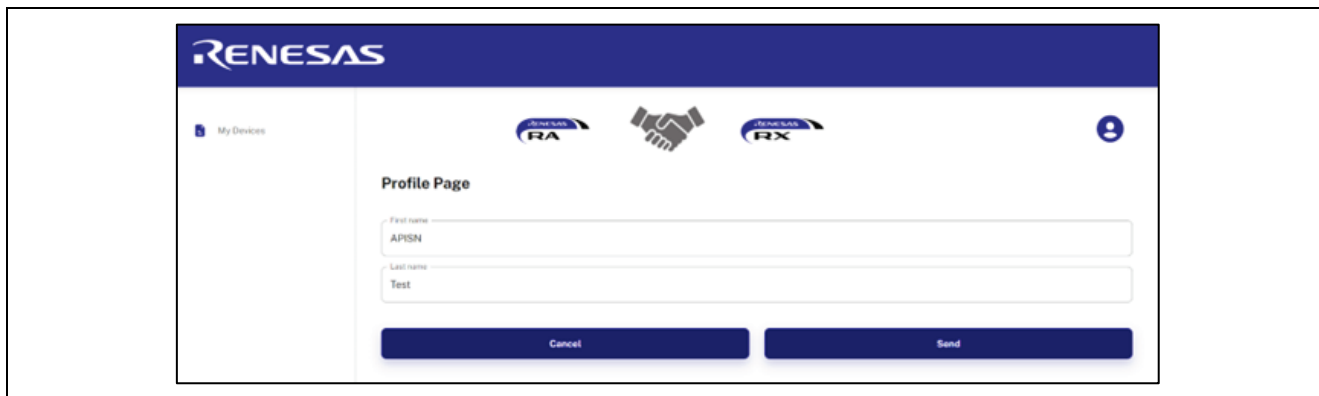 RENESAS
My Devices
RENESAS
RA
RENESAS
RX
Profile Page
First name
APISN
Last name
Test
Cancel
Send